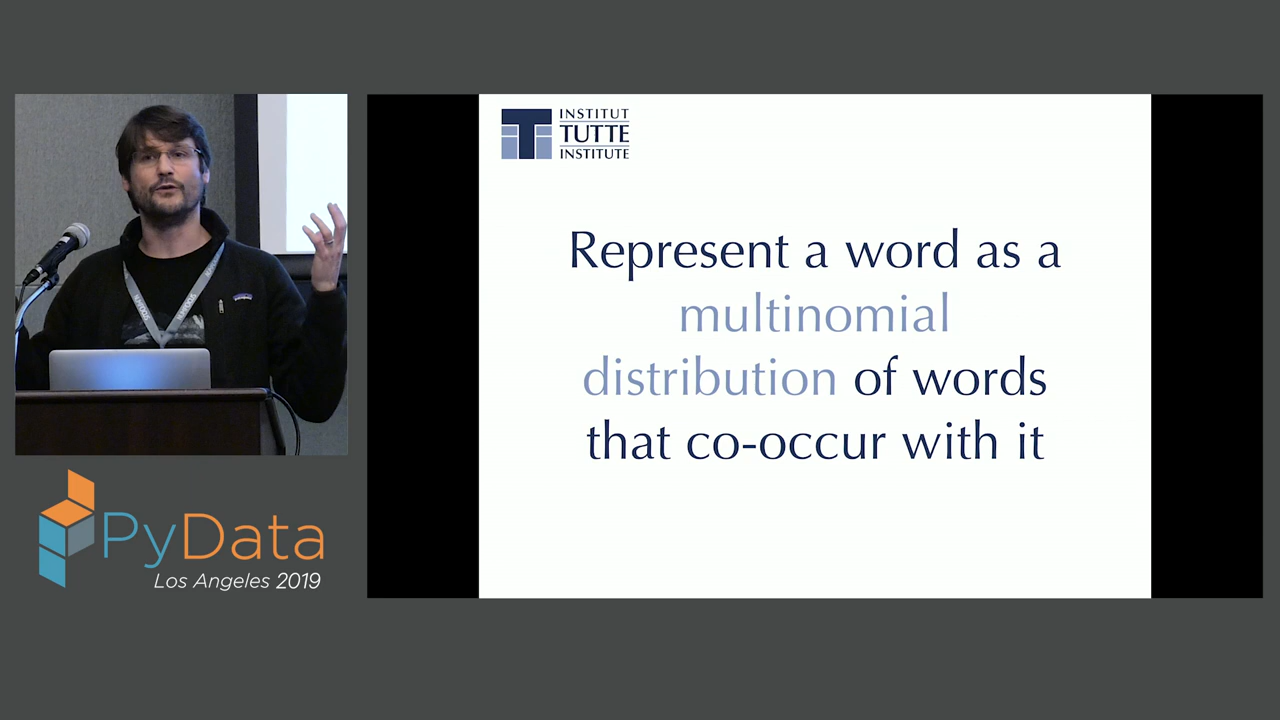 INSTITUT
TUTTE
INSTITUTE
Represent a word as a
multinomial
distribution of words
that co-occur with it
PyData
Los Angeles 2019